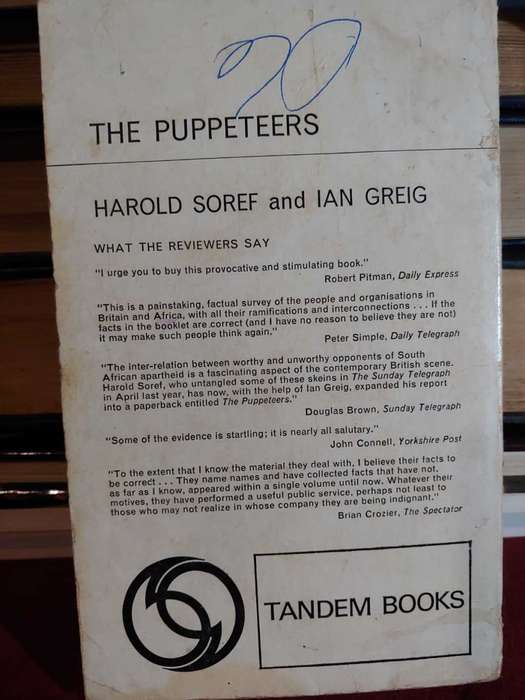 20
THE PUPPETEERS
HAROLD SOREF and IAN GREIG
WHAT THE REVIEWERS SAY
"I urge you to buy this provocative and stimulating book."
Robert Pitman, Daily Express
"This is a painstaking, factual survey of the people and organisations in
Britain and Africa, with all their ramifications and interconnections . . . If the
facts in the booklet are correct (and I have no reason to believe they are not)
it may make such people think again."
Peter Simple, Daily Telegraph
"The inter-relation between worthy and unworthy opponents of South
African apartheid is a fascinating aspect of the contemporary British scene.
Harold Soref, who untangled some of these skeins in The Sunday Telegraph
in April last year, has now, with the help of Ian Greig, expanded his report
into a paperback entitled The Puppeteers."
Douglas Brown, Sunday Telegraph
"Some of the evidence is startling; it is nearly all salutary."
John Connell, Yorkshire Post
"To the extent that I know the material they deal with, I believe their facts to
be correct . . . They name names and have collected facts that have not,
as far as I know, appeared within a single volume until now. Whatever their
motives, they have performed a useful public service, perhaps not least to
those who may not realize in whose company they are being indignant."
Brian Crozier, The Spectator
TANDEM BOOKS